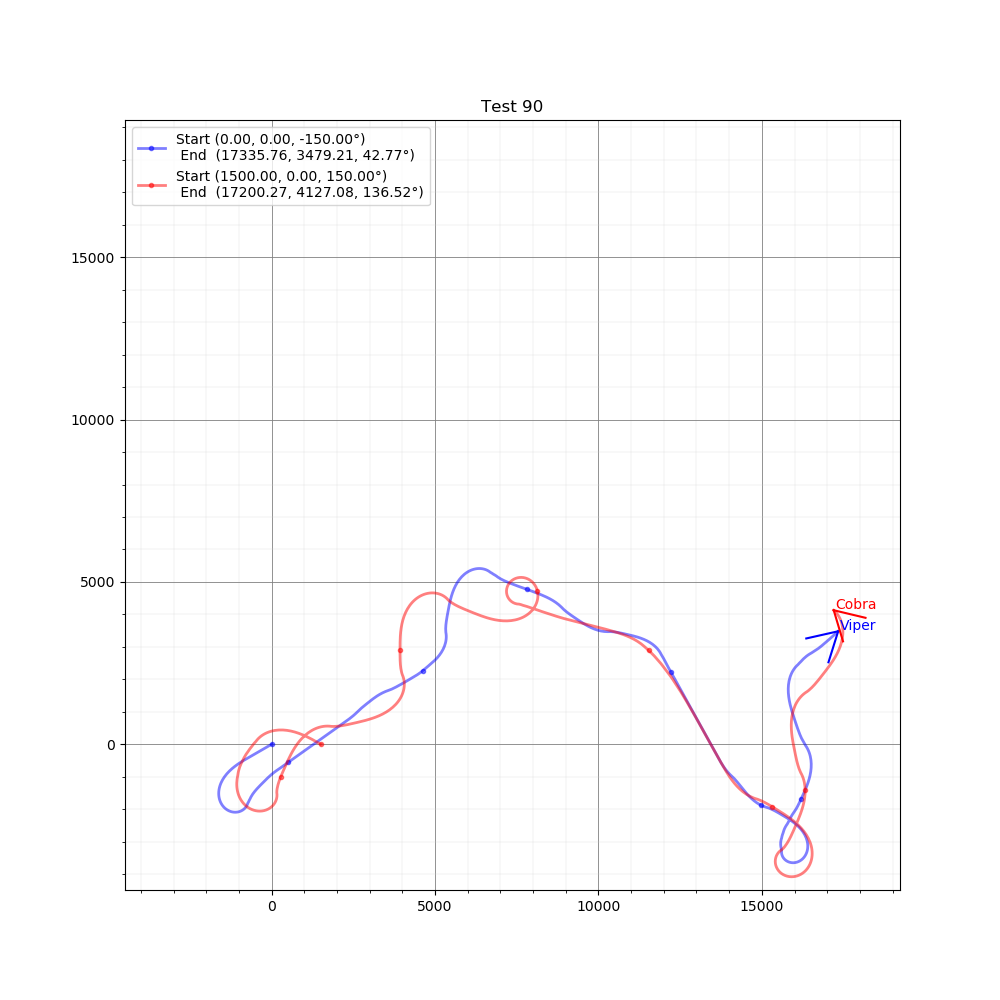 Test 90
Start (0.00, 0.00, -150.00°)
End  (17335.76, 3479.21, 42.77°)
Start (1500.00, 0.00, 150.00°)
End  (17200.27, 4127.08, 136.52°)
15000
10000
5000
0
Cobra
Viper
0
5000
10000
15000